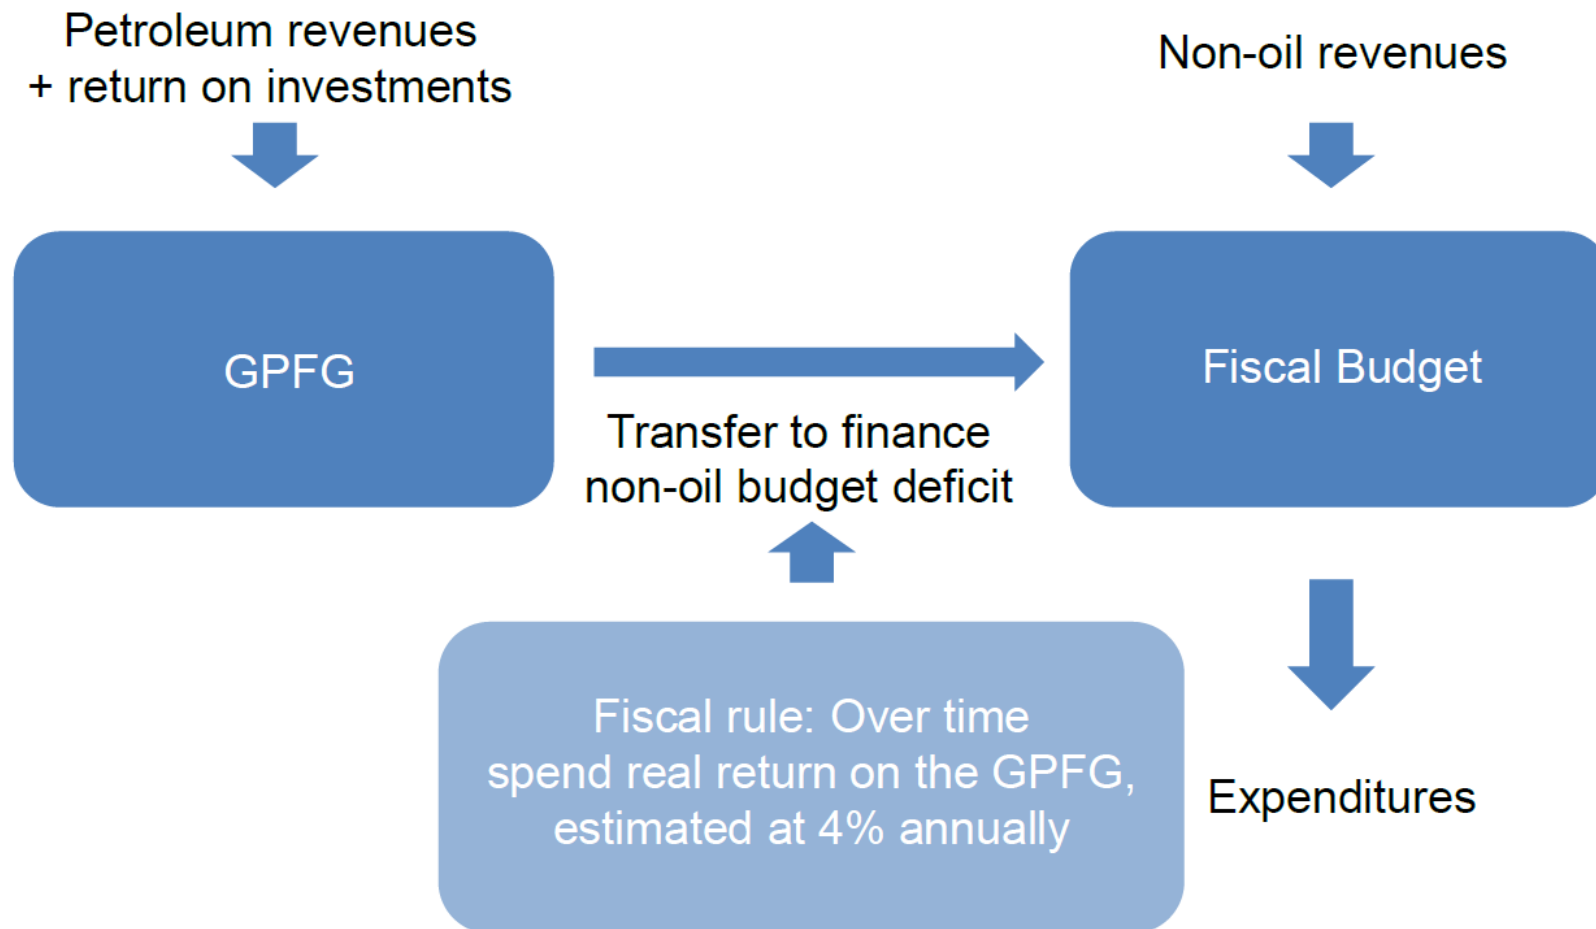 Petroleum revenues
+ return on investments
Non-oil revenues
GPFG
Fiscal Budget
Transfer to finance
non-oil budget deficit
Fiscal rule: Over time
spend real return on the GPFG,
estimated at 4% annually
Expenditures